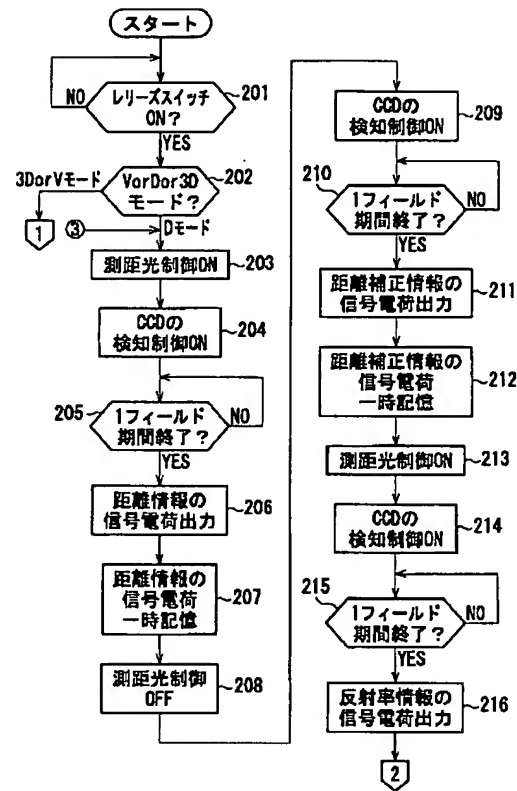 スタート
レリーズスイッチ
ON?
201
NO
YES
VorDor3D
モード?
202
3DorVモード
1
3
Dモード
測距光制御ON
203
CCDの
検知制御ON
204
205
1フィールド
期間終了?
NO
YES
距離情報の
信号電荷出力
206
距離情報の
信号電荷
一時記憶
207
測距光制御
OFF
208
CCDの
検知制御ON
209
210
1フィールド
期間終了?
NO
YES
距離補正情報の
信号電荷出力
211
距離補正情報の
信号電荷
一時記憶
212
測距光制御ON
213
CCDの
検知制御ON
214
215
1フィールド
期間終了?
NO
YES
反射率情報の
信号電荷出力
216
2